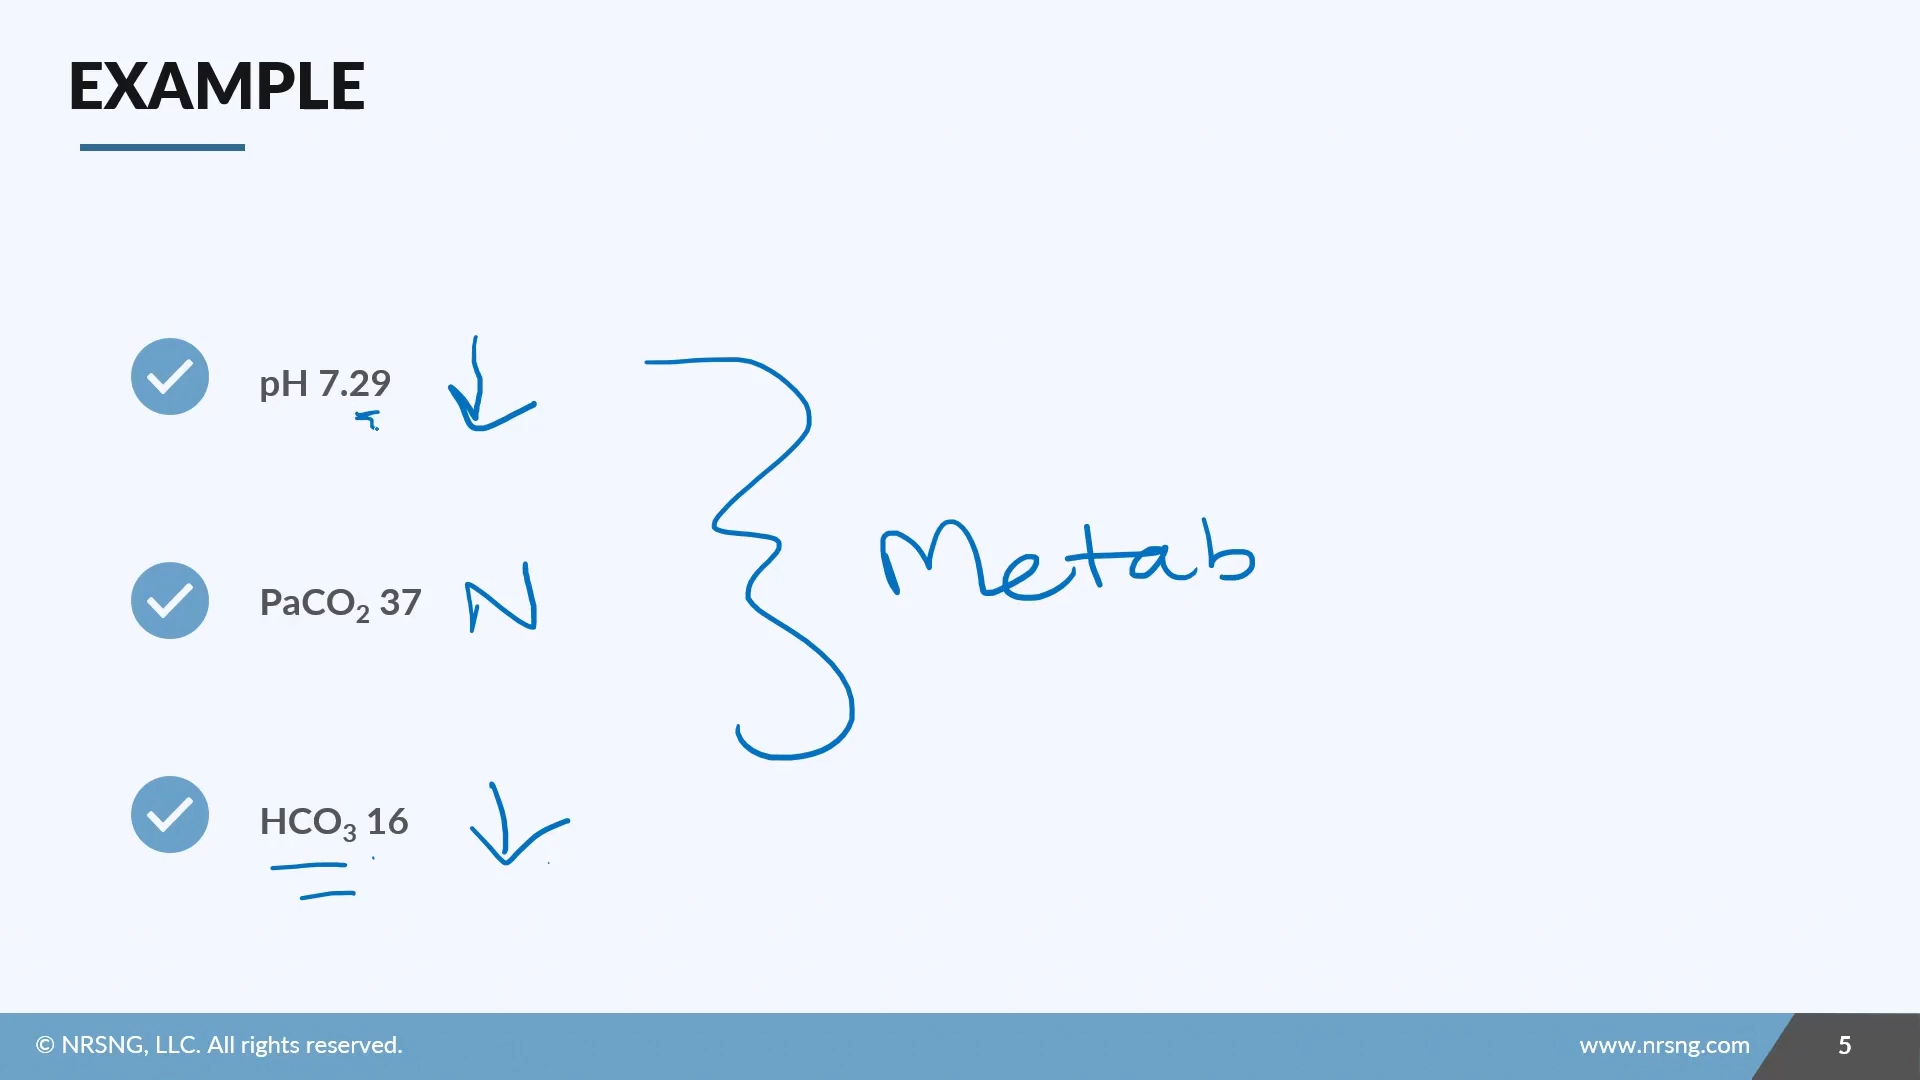 EXAMPLE
pH 7.29
PaCO₂ 37 N
Metab
HCO₃ 16
© NRSNG, LLC. All rights reserved.
www.nrsng.com
5